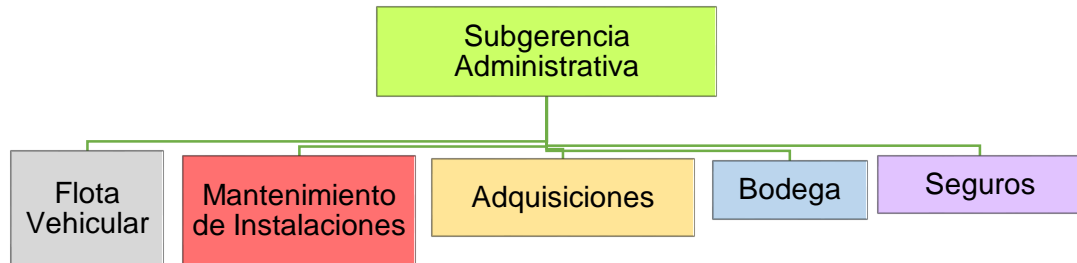 Subgerencia
Administrativa
Flota
Vehicular
Mantenimiento
de Instalaciones
Adquisiciones
Bodega
Seguros